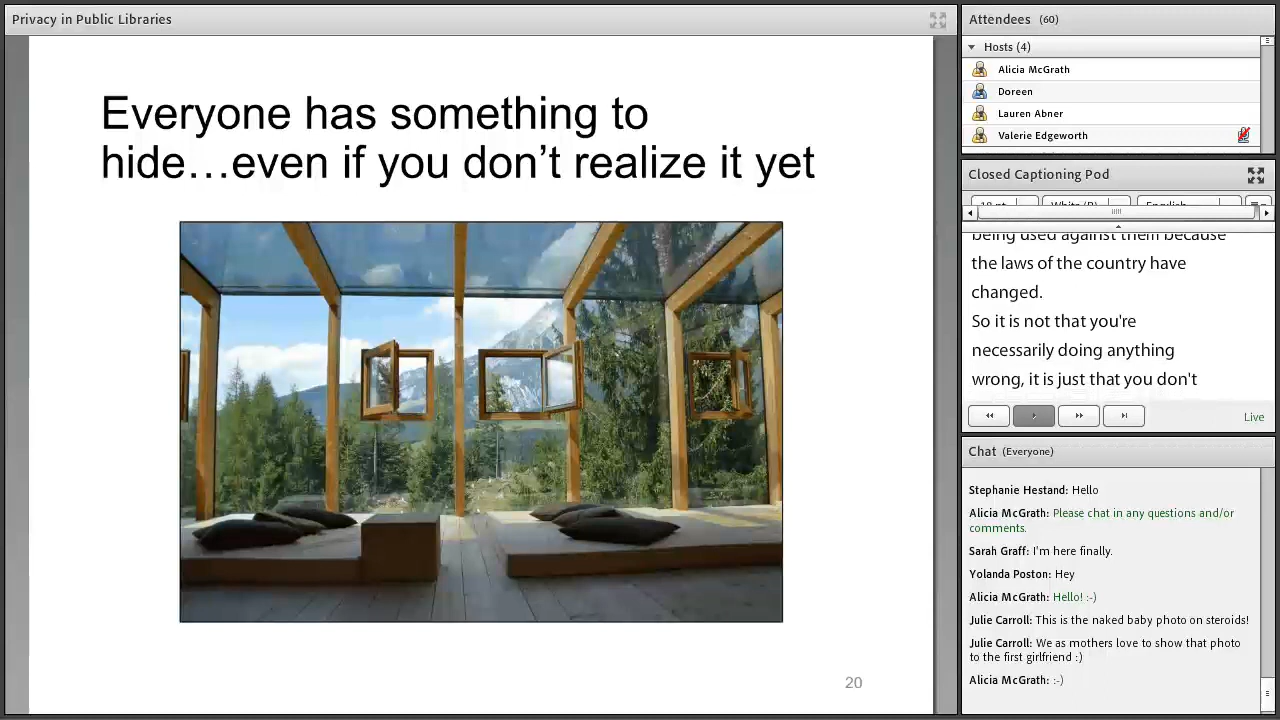 Privacy in Public Libraries
Everyone has something to
hide…even if you don’t realize it yet
20
Attendees (60)
Hosts (4)
Alicia McGrath
Doreen
Lauren Abner
Valerie Edgeworth
Closed Captioning Pod
being used against them because
the laws of the country have
changed.
So it is not that you're
necessarily doing anything
wrong, it is just that you don't
Live
Chat (Everyone)
Stephanie Hestand: Hello
Alicia McGrath: Please chat in any questions and/or
comments.
Sarah Graff: I'm here finally.
Yolanda Poston: Hey
Alicia McGrath: Hello! :-)
Julie Carroll: This is the naked baby photo on steroids!
Julie Carroll: We as mothers love to show that photo
to the first girlfriend :)
Alicia McGrath: :-)